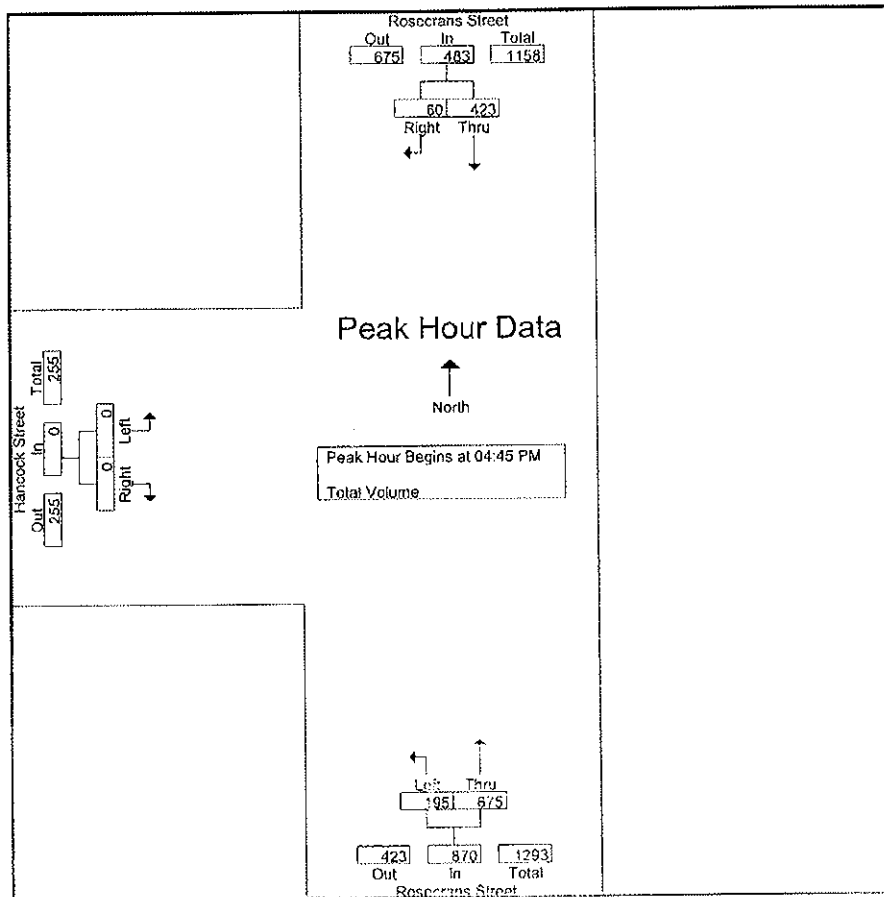 Rosecrans Street
Out In Total
675 483 1158
60 423
Right Thru
Peak Hour Data
North
Peak Hour Begins at 04:45 PM
Total Volume
Hancock Street
Total
255
In
0
Out
255
0
Left
0
Right
Left Thru
195 675
423 870 1293
Out In Total
Rosecrans Street